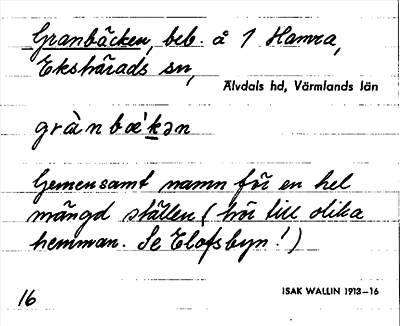 Granbäcken, beb. å 1 Hamra,
Ekshärads sn,
Älvdals hd, Värmlands län
grànbæ̀kən
Gemensamt namn för en hel
mängd ställen (hör till olika
hemman. Se Elofsbyn!)
16
ISAK WALLIN 1913–16